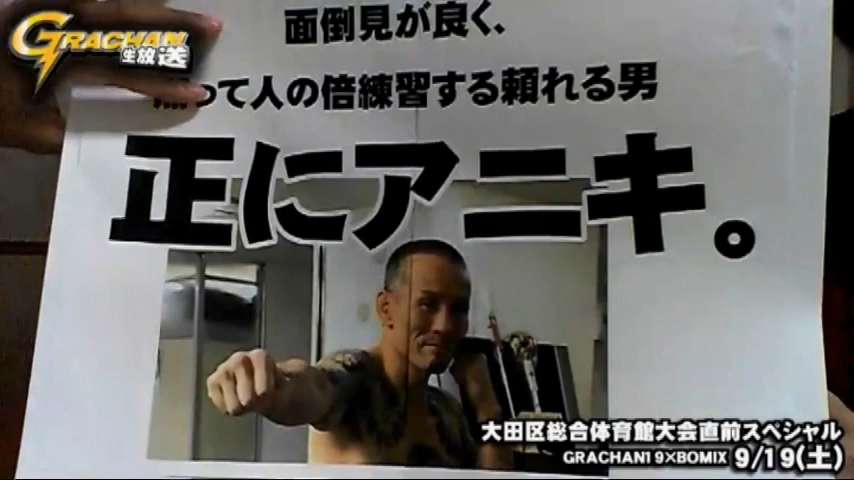 GRACHAN
生放送
面倒見が良く、
って人の倍練習する頼れる男
正にアニキ。
大田区総合体育館大会直前スペシャル
GRACHAN19×BOMIX 9/19(土)